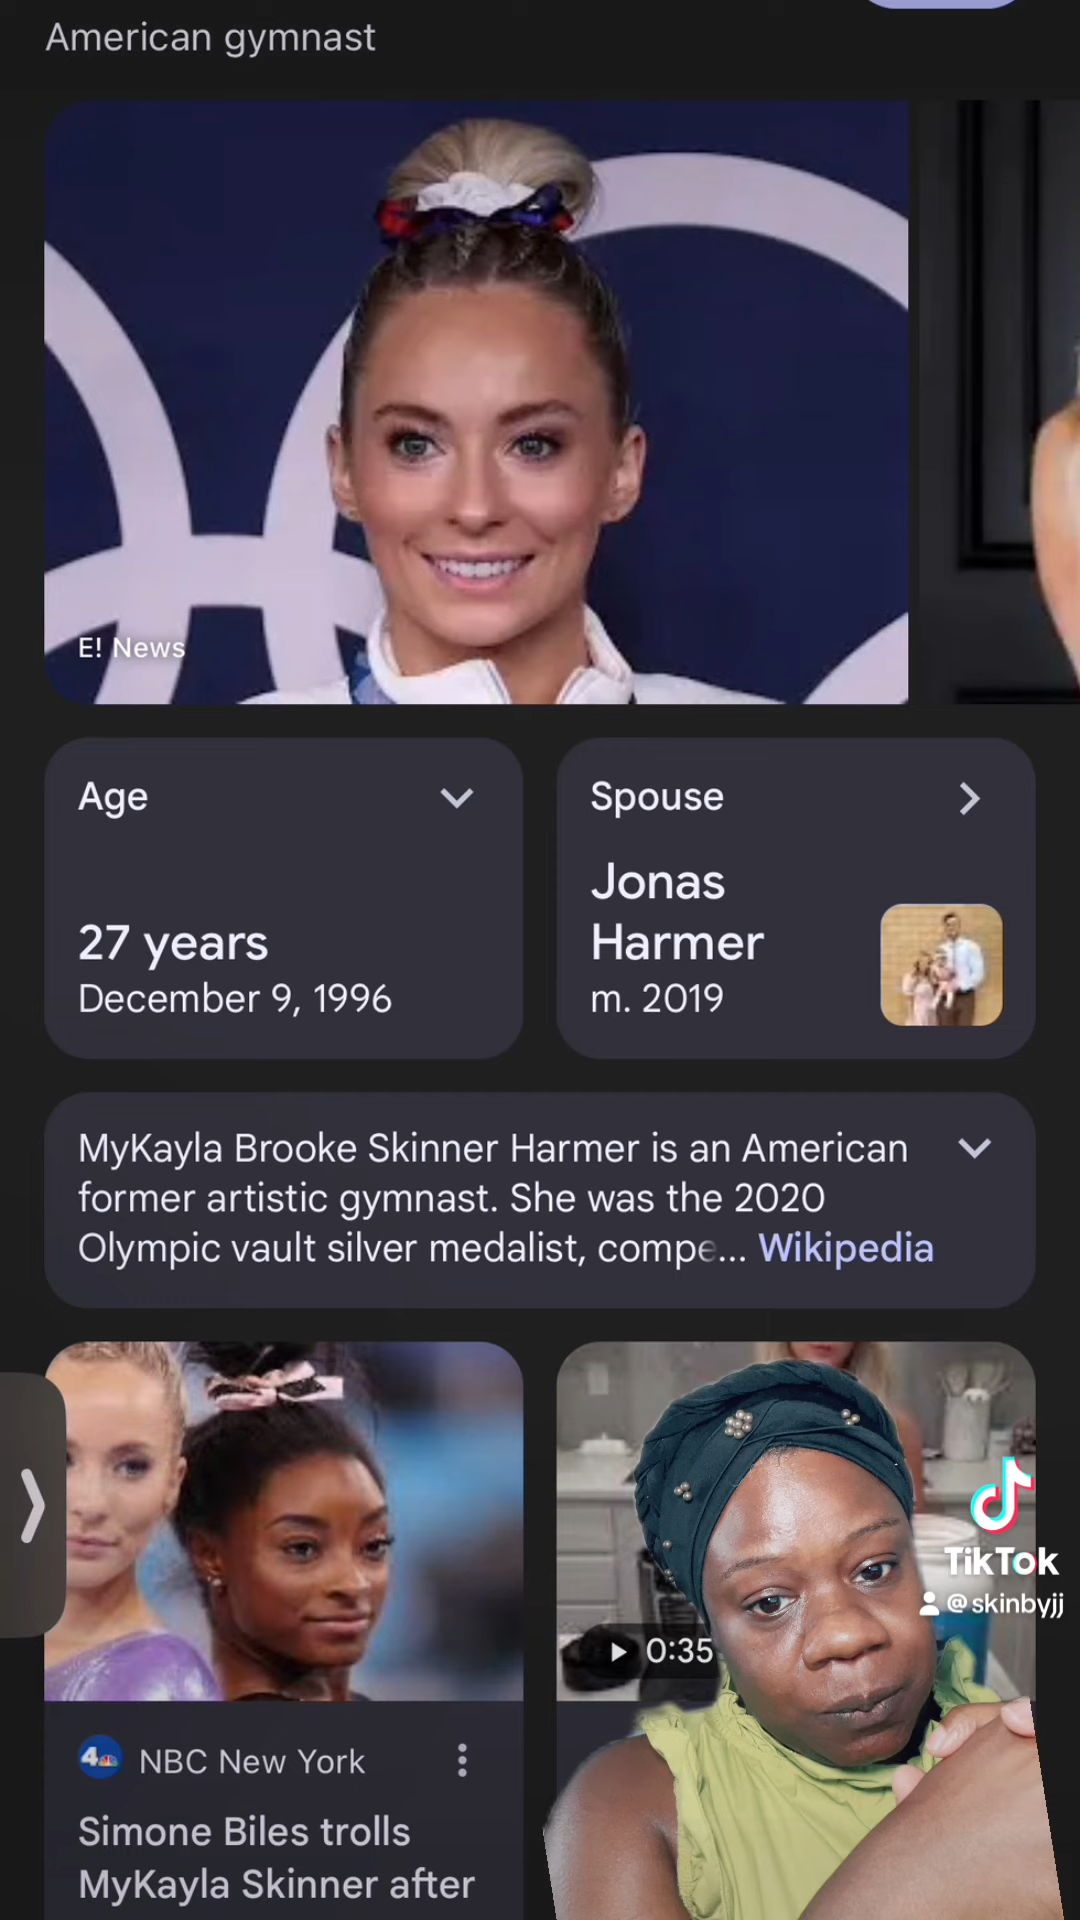 American gymnast
E! News
Age
27 years
December 9, 1996
Spouse
Jonas
Harmer
m. 2019
MyKayla Brooke Skinner Harmer is an American
former artistic gymnast. She was the 2020
Olympic vault silver medalist, compe... Wikipedia
0:35
TikTok
@skinbyjj
4 NBC New York
Simone Biles trolls
MyKayla Skinner after